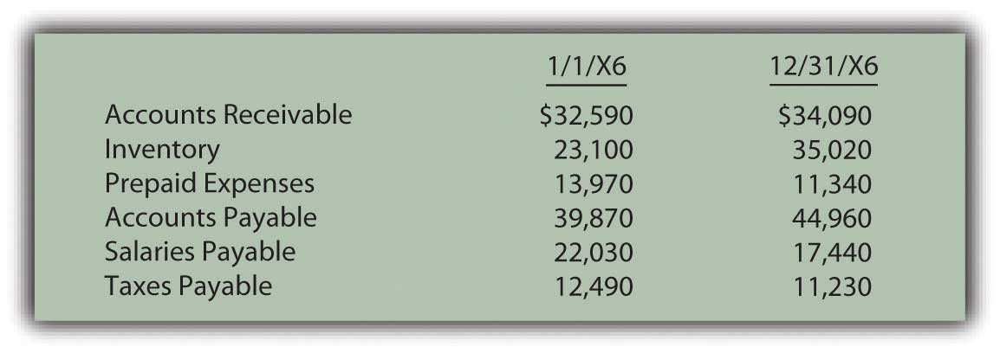 1/1/X6 12/31/X6
Accounts Receivable $32,590 $34,090
Inventory 23,100 35,020
Prepaid Expenses 13,970 11,340
Accounts Payable 39,870 44,960
Salaries Payable 22,030 17,440
Taxes Payable 12,490 11,230